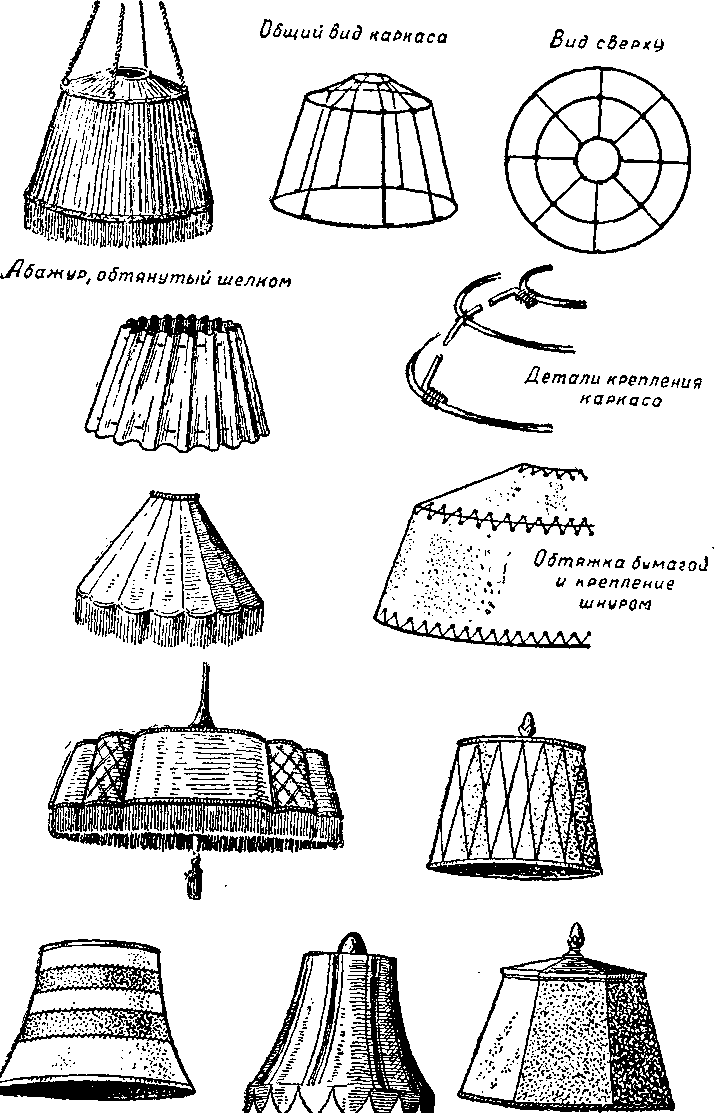 Общий вид каркаса
Вид сверху
Абажур, обтянутый шелком
Детали крепления
каркаса
Обтяжка бумагой
и крепление
шнуром